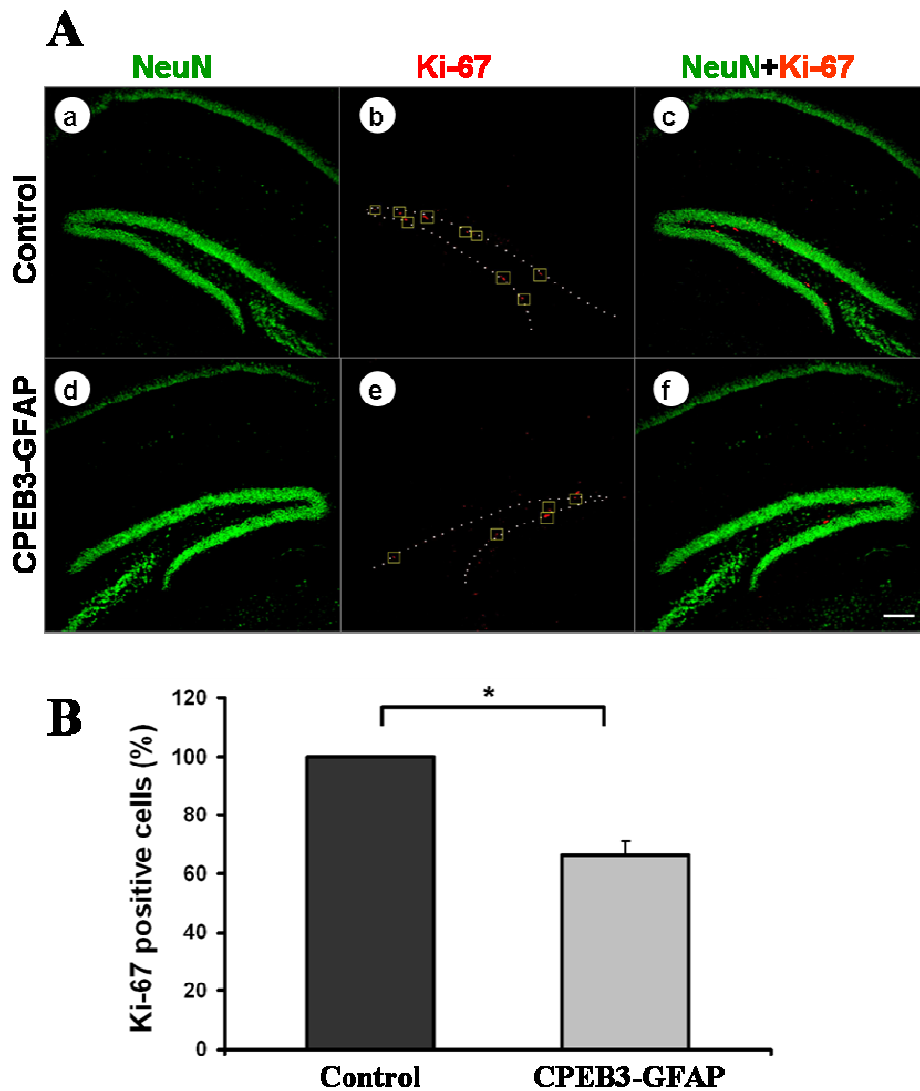 A
NeuN Ki-67 NeuN+Ki-67
Control
a b c
CPEB3-GFAP
d e f
B
Ki-67 positive cells (%)
120
*
100
80
60
40
20
0
Control CPEB3-GFAP